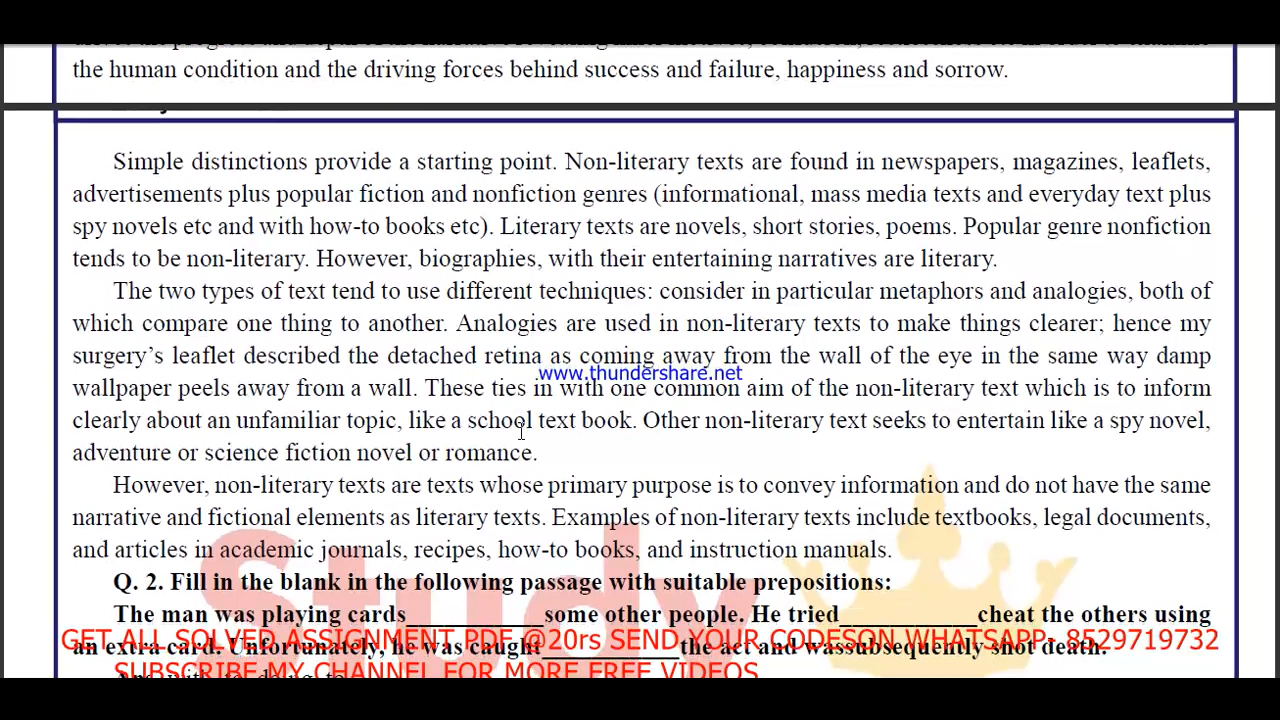 the human condition and the driving forces behind success and failure, happiness and sorrow.
Simple distinctions provide a starting point. Non-literary texts are found in newspapers, magazines, leaflets,
advertisements plus popular fiction and nonfiction genres (informational, mass media texts and everyday text plus
spy novels etc and with how-to books etc). Literary texts are novels, short stories, poems. Popular genre nonfiction
tends to be non-literary. However, biographies, with their entertaining narratives are literary.
The two types of text tend to use different techniques: consider in particular metaphors and analogies, both of
which compare one thing to another. Analogies are used in non-literary texts to make things clearer; hence my
surgery's leaflet described the detached retina as coming away from the wall of the eye in the same way damp
www.thundershare.net
wallpaper peels away from a wall. These ties in with one common aim of the non-literary text which is to inform
clearly about an unfamiliar topic, like a school text book. Other non-literary text seeks to entertain like a spy novel,
adventure or science fiction novel or romance.
However, non-literary texts are texts whose primary purpose is to convey information and do not have the same
narrative and fictional elements as literary texts. Examples of non-literary texts include textbooks, legal documents,
and articles in academic journals, recipes, how-to books, and instruction manuals.
Study
Q. 2. Fill in the blank in the following passage with suitable prepositions:
The man was playing cards___________some other people. He tried___________cheat the others using
GET ALL SOLVED ASSIGNMENT PDF @20rs SEND YOUR CODESON WHATSAPP- 8529719732
an extra card. Unfortunately, he was caught___________the act and wassubsequently shot death.
SUBSCRIBE MY CHANNEL FOR MORE FREE VIDEOS